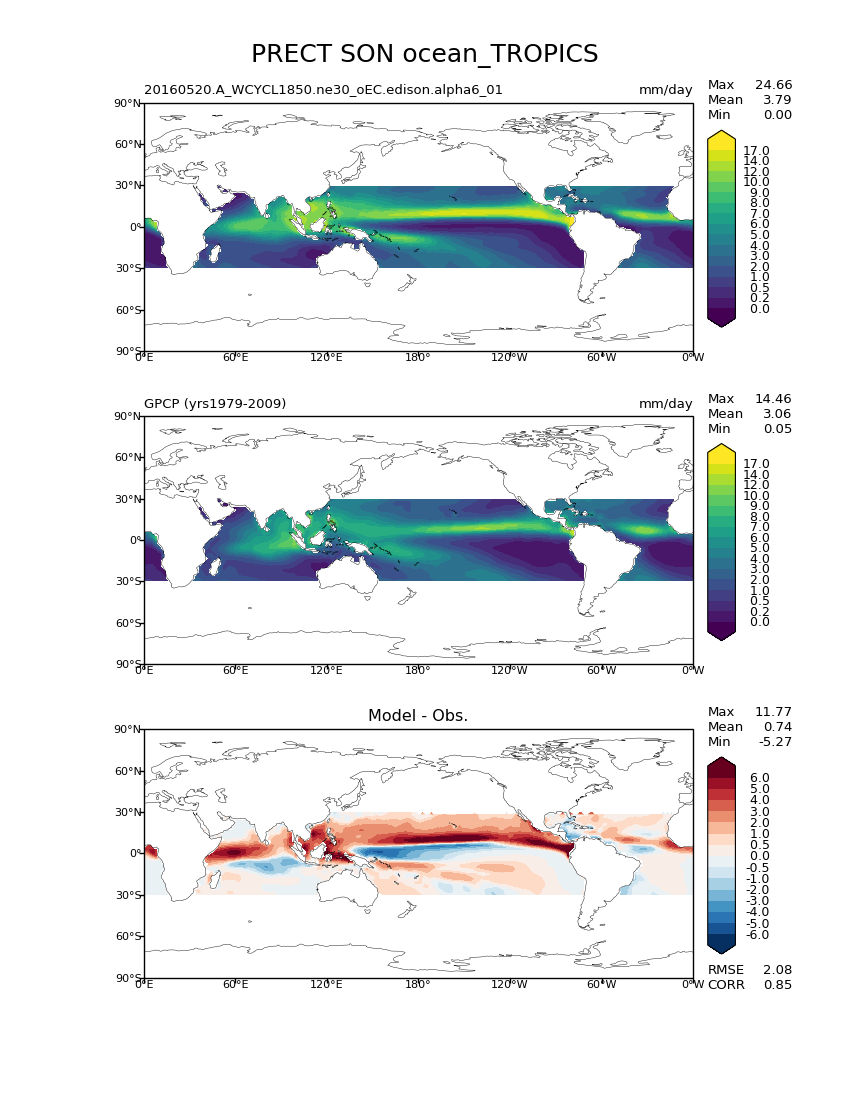 PRECT SON ocean_TROPICS
20160520.A_WCYCL1850.ne30_oEC.edison.alpha6_01 mm/day
Max 24.66
Mean 3.79
Min 0.00
90°N
60°N
30°N
0°
30°S
60°S
90°S
0°E 60°E 120°E 180° 120°W 60°W 0°W
17.0
14.0
12.0
10.0
9.0
8.0
7.0
6.0
5.0
4.0
3.0
2.0
1.0
0.5
0.2
0.0
GPCP (yrs1979-2009) mm/day
Max 14.46
Mean 3.06
Min 0.05
90°N
60°N
30°N
0°
30°S
60°S
90°S
0°E 60°E 120°E 180° 120°W 60°W 0°W
17.0
14.0
12.0
10.0
9.0
8.0
7.0
6.0
5.0
4.0
3.0
2.0
1.0
0.5
0.2
0.0
Model - Obs.
Max 11.77
Mean 0.74
Min -5.27
90°N
60°N
30°N
0°
30°S
60°S
90°S
0°E 60°E 120°E 180° 120°W 60°W 0°W
6.0
5.0
4.0
3.0
2.0
1.0
0.5
0.0
-0.5
-1.0
-2.0
-3.0
-4.0
-5.0
-6.0
RMSE 2.08
CORR 0.85